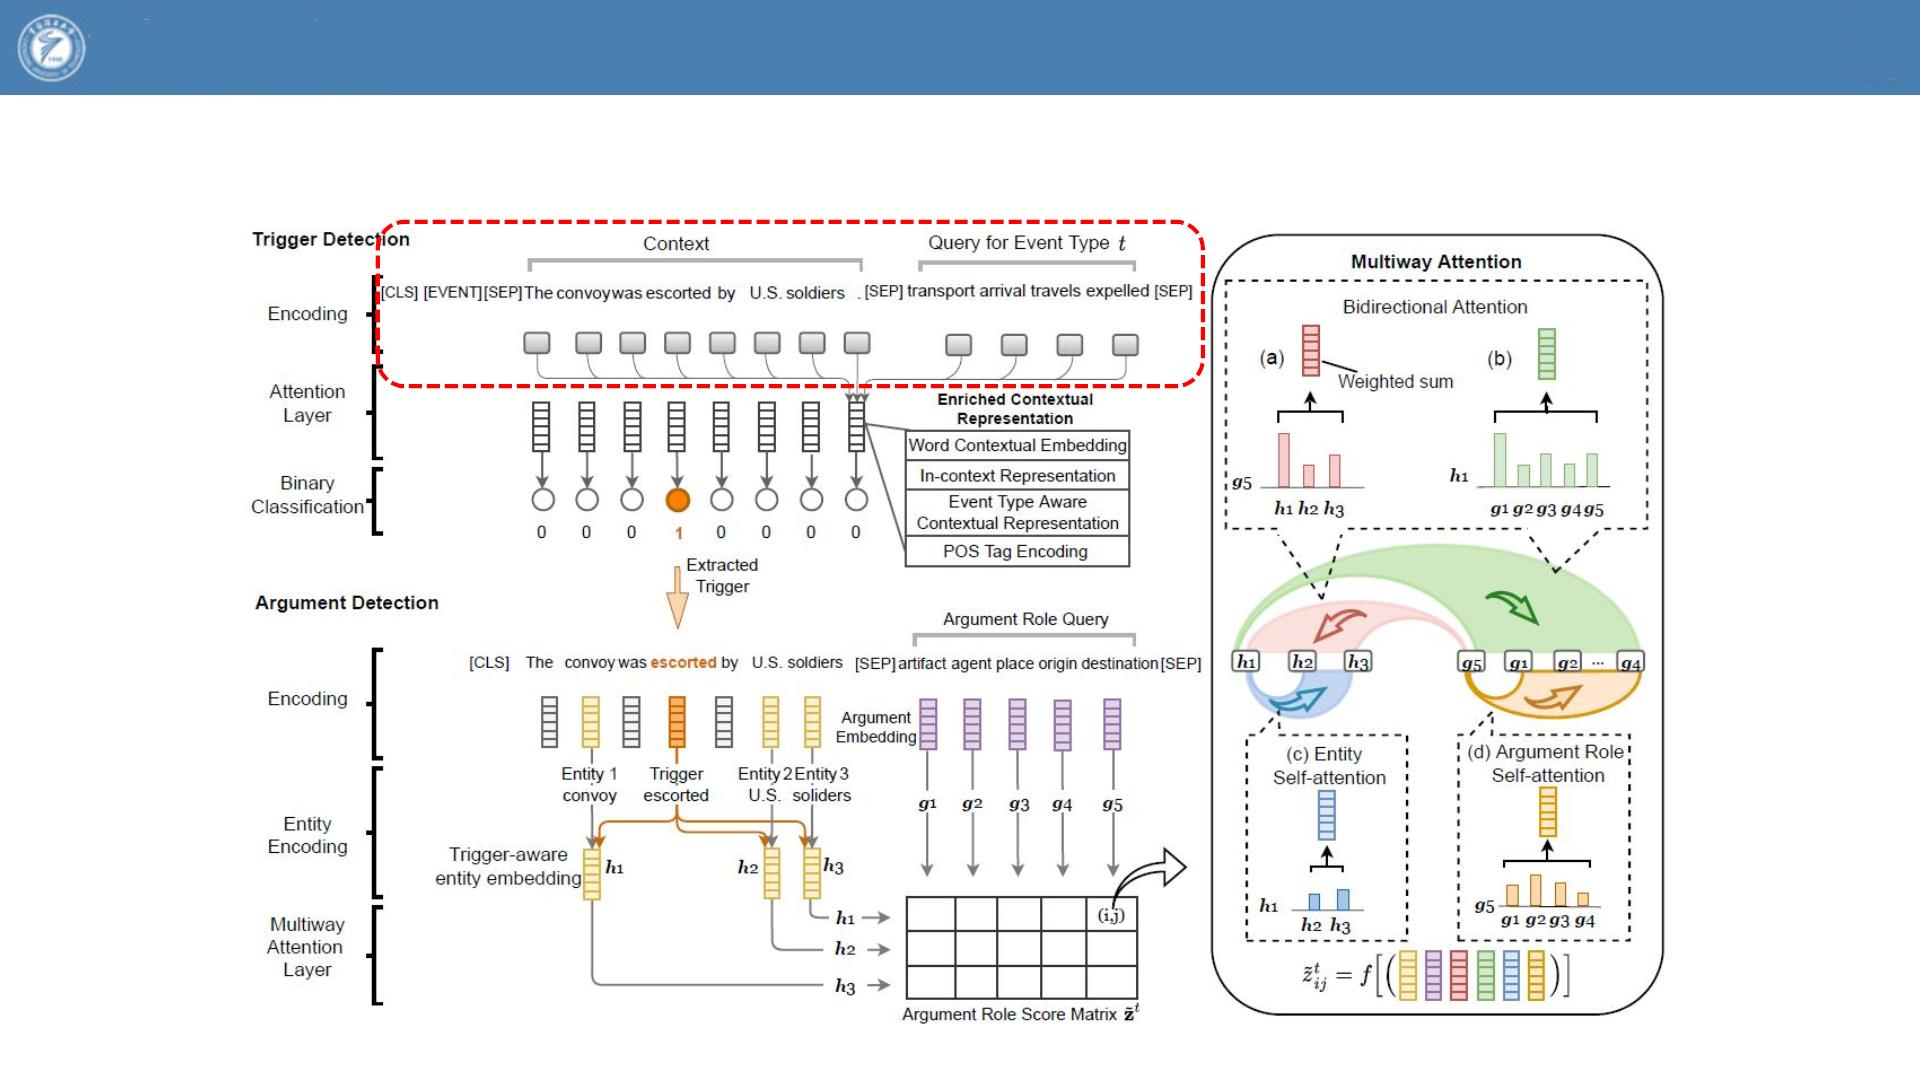 Trigger Detection
Context
Query for Event Type t
Encoding
[CLS] [EVENT][SEP]The convoy was escorted by U.S. soldiers . [SEP] transport arrival travels expelled [SEP]
Attention
Layer
Enriched Contextual
Representation
Word Contextual Embedding
In-context Representation
Event Type Aware
Contextual Representation
POS Tag Encoding
Binary
Classification
0 0 0 1 0 0 0 0
Extracted
Trigger
Argument Detection
Argument Role Query
[CLS] The convoy was escorted by U.S. soldiers [SEP] artifact agent place origin destination [SEP]
Encoding
Argument
Embedding
Entity 1
convoy
Trigger
escorted
Entity 2
U.S.
Entity 3
soliders
g1 g2 g3 g4 g5
Entity
Encoding
Trigger-aware
entity embedding
h1
h2
h3
Multiway
Attention
Layer
h1
h2
h3
(i,j)
Argument Role Score Matrix z̃ᵗ
Multiway Attention
Bidirectional Attention
(a)
Weighted sum
(b)
g5
h1 h2 h3
h1
g1 g2 g3 g4 g5
h1 h2 h3 g5 g1 g2 ... g4
(c) Entity
Self-attention
h1
h2 h3
(d) Argument Role
Self-attention
g5
g1 g2 g3 g4
z̃ᵗᵢⱼ = f[( )]